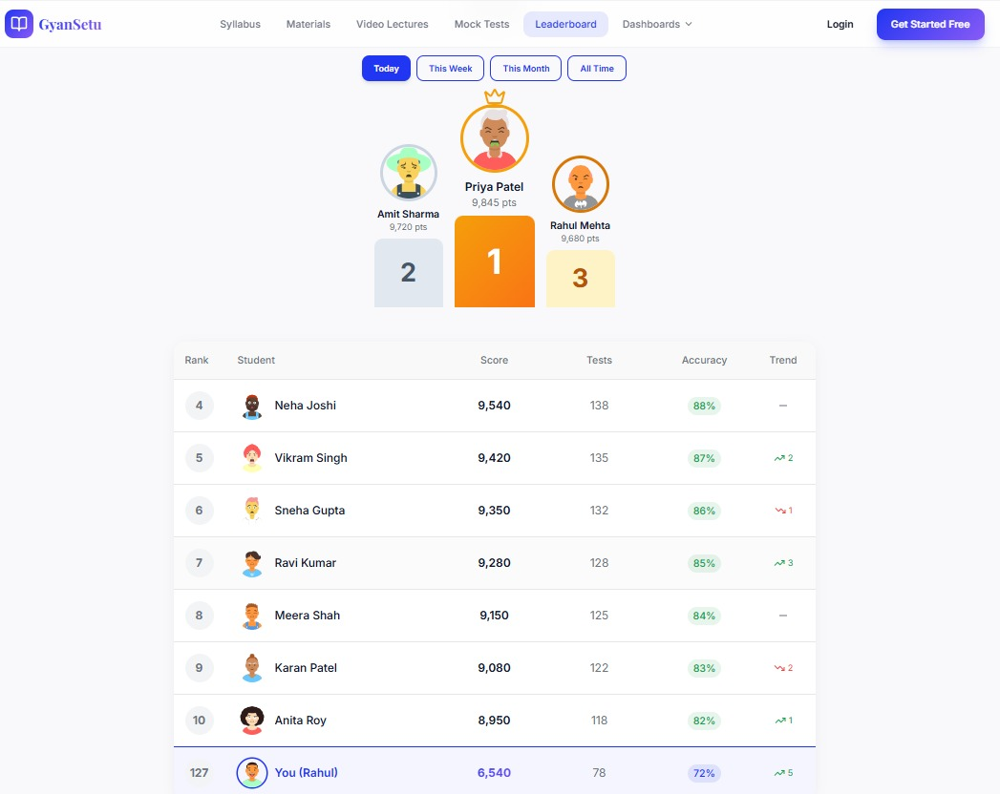 GyanSetu
Syllabus Materials Video Lectures Mock Tests Leaderboard Dashboards
Login Get Started Free
Today This Week This Month All Time
Priya Patel
9,845 pts
Amit Sharma
9,720 pts
Rahul Mehta
9,680 pts
2 1 3
Rank Student Score Tests Accuracy Trend
4 Neha Joshi 9,540 138 88% –
5 Vikram Singh 9,420 135 87% 2
6 Sneha Gupta 9,350 132 86% 1
7 Ravi Kumar 9,280 128 85% 3
8 Meera Shah 9,150 125 84% –
9 Karan Patel 9,080 122 83% 2
10 Anita Roy 8,950 118 82% 1
127 You (Rahul) 6,540 78 72% 5